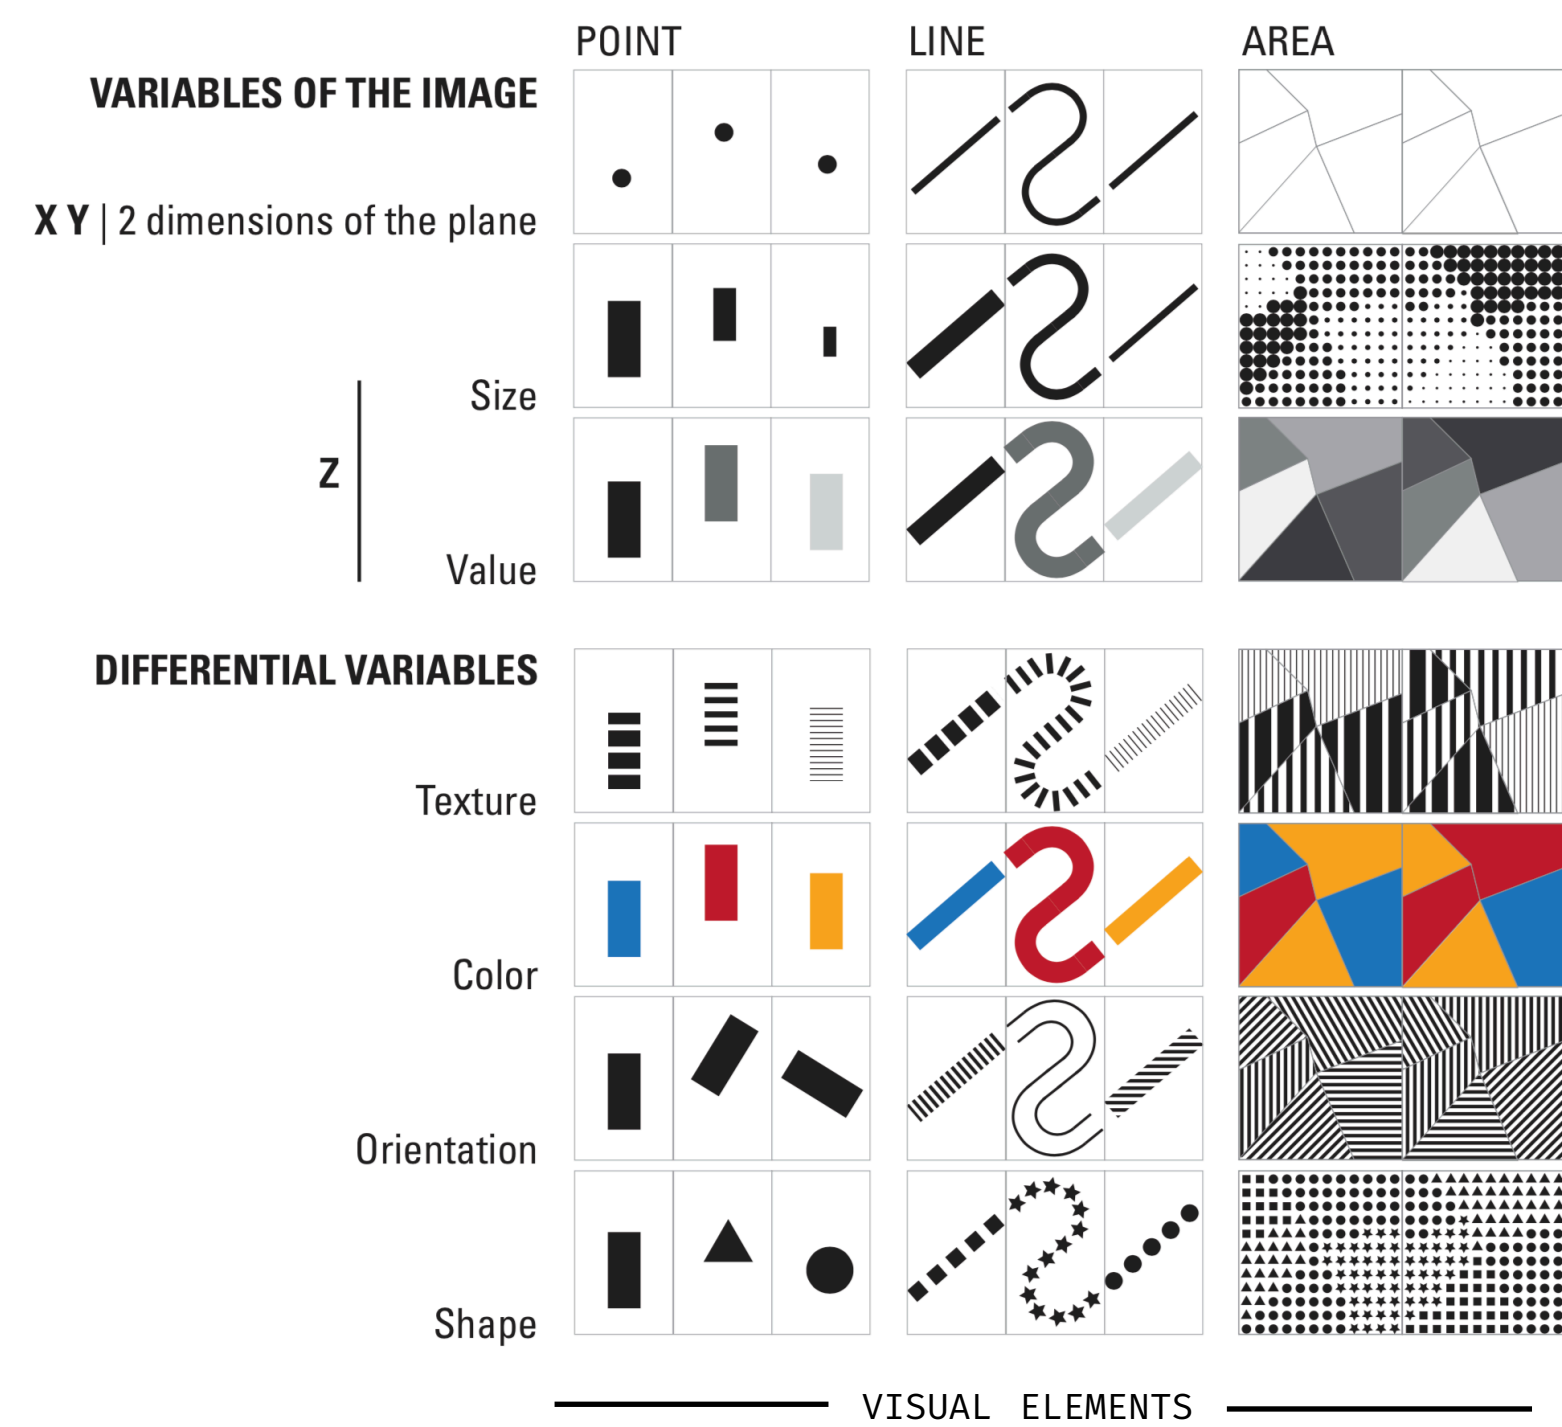 POINT LINE AREA
VARIABLES OF THE IMAGE
X Y | 2 dimensions of the plane
Size
Z
Value
DIFFERENTIAL VARIABLES
Texture
Color
Orientation
Shape
VISUAL ELEMENTS